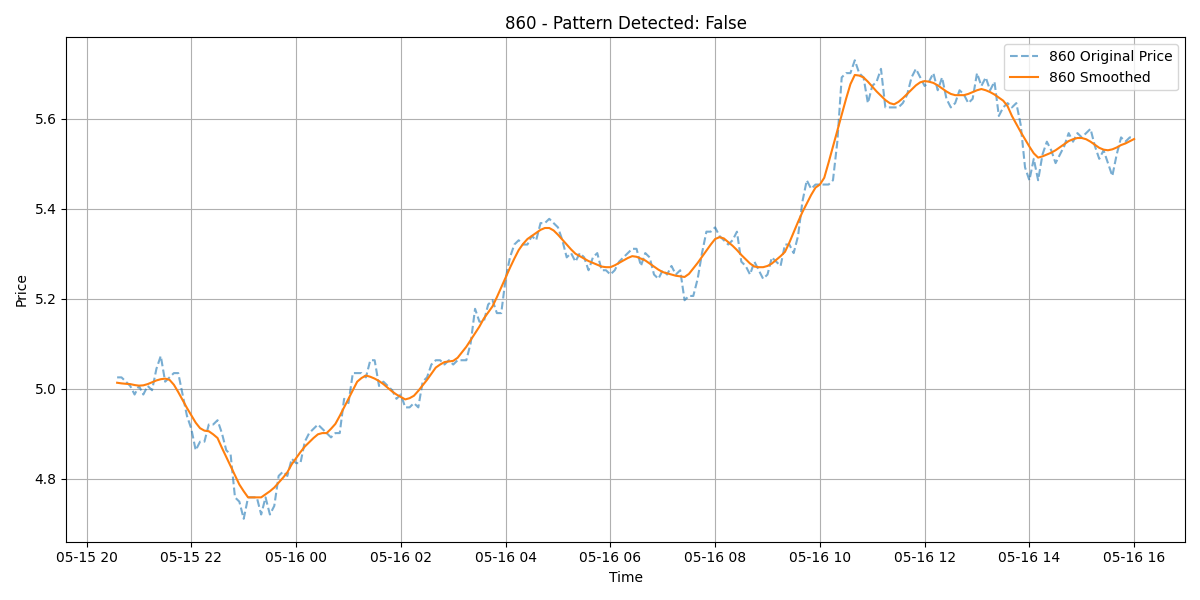 860 - Pattern Detected: False
860 Original Price
860 Smoothed
5.6
5.4
5.2
5.0
4.8
Price
05-15 20 05-15 22 05-16 00 05-16 02 05-16 04 05-16 06 05-16 08 05-16 10 05-16 12 05-16 14 05-16 16
Time